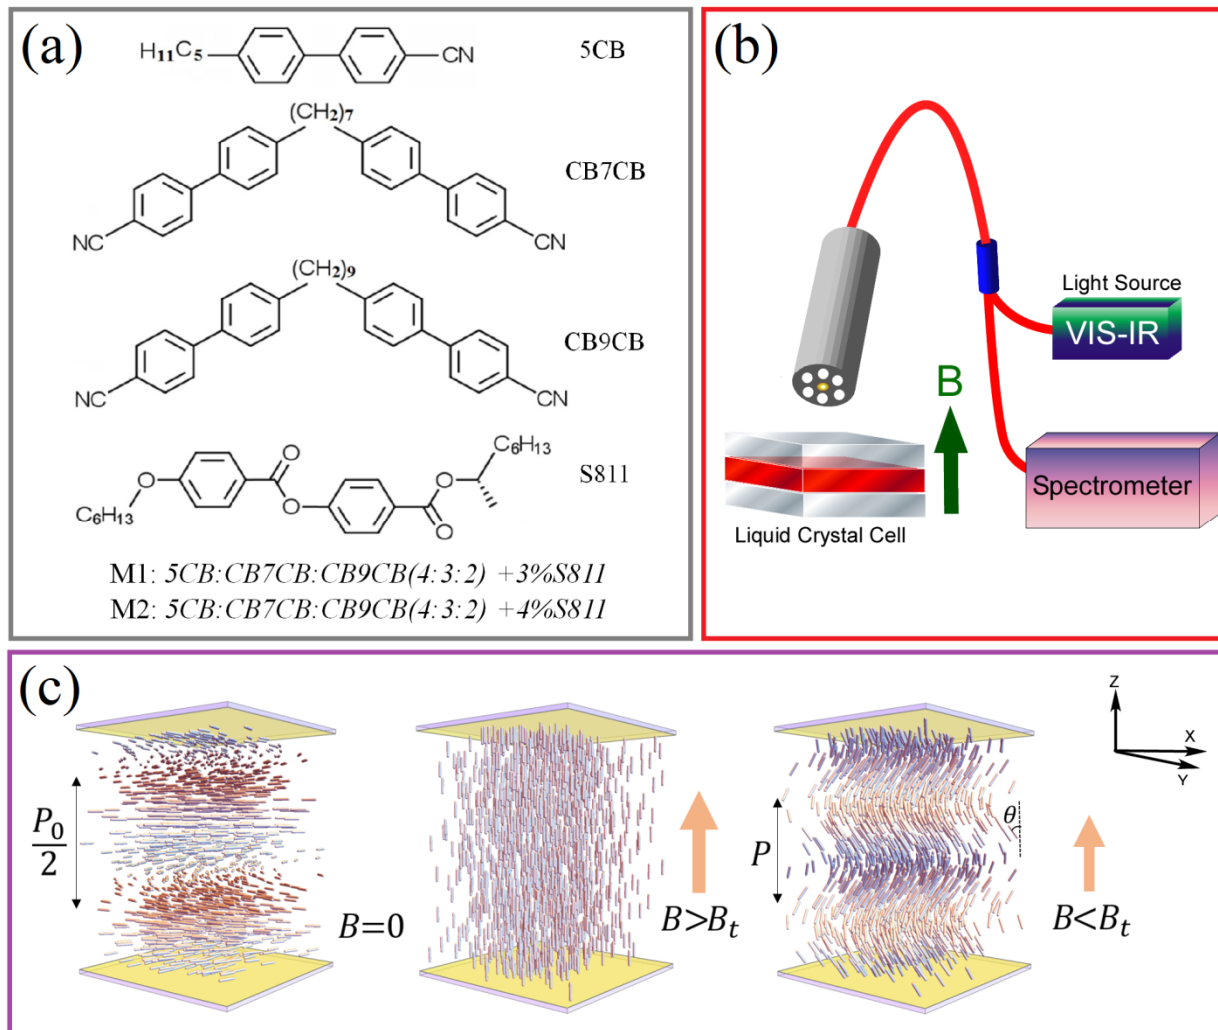 (a)
H₁₁C₅ CN 5CB
(CH₂)₇
CB7CB
NC CN
(CH₂)₉
CB9CB
NC CN
C₆H₁₃
O O S811
O O
C₆H₁₃ O
M1: 5CB:CB7CB:CB9CB(4:3:2) +3%S811
M2: 5CB:CB7CB:CB9CB(4:3:2) +4%S811
(b)
Light Source
VIS-IR
B
Spectrometer
Liquid Crystal Cell
(c)
P₀/2
B=0
B>Bₜ
P
θ
B<Bₜ
Z
X
Y